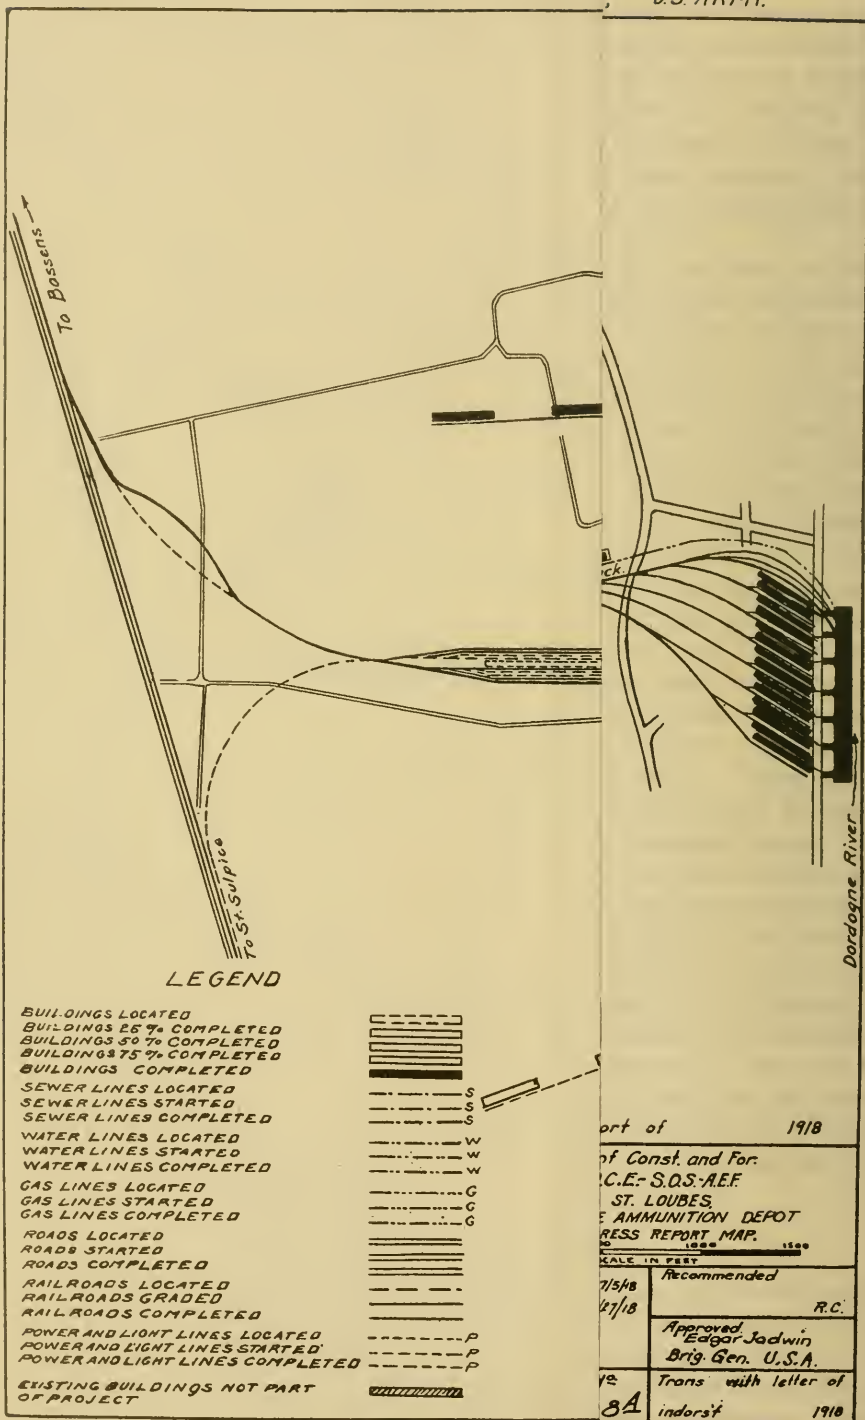 U.S. ARMY.
To Bassens
ck.
To St. Sulpice
Dordogne River
LEGEND
BUILDINGS LOCATED
BUILDINGS 25% COMPLETED
BUILDINGS 50% COMPLETED
BUILDINGS 75% COMPLETED
BUILDINGS COMPLETED
SEWER LINES LOCATED S
SEWER LINES STARTED S
SEWER LINES COMPLETED S
WATER LINES LOCATED W
WATER LINES STARTED W
WATER LINES COMPLETED W
GAS LINES LOCATED G
GAS LINES STARTED G
GAS LINES COMPLETED G
ROADS LOCATED
ROADS STARTED
ROADS COMPLETED
RAILROADS LOCATED
RAILROADS GRADED
RAILROADS COMPLETED
POWER AND LIGHT LINES LOCATED P
POWER AND LIGHT LINES STARTED P
POWER AND LIGHT LINES COMPLETED P
EXISTING BUILDINGS NOT PART
OF PROJECT
ort of 1918
of Const. and For.
.C.E.- S.O.S.-A.E.F.
ST. LOUBES,
E AMMUNITION DEPOT
RESS REPORT MAP.
1000 1500
SCALE IN FEET
7/5/18
27/18
Recommended
R.C.
Approved
Edgar Jadwin
Brig. Gen. U.S.A.
8A
Trans with letter of
indors't 1918